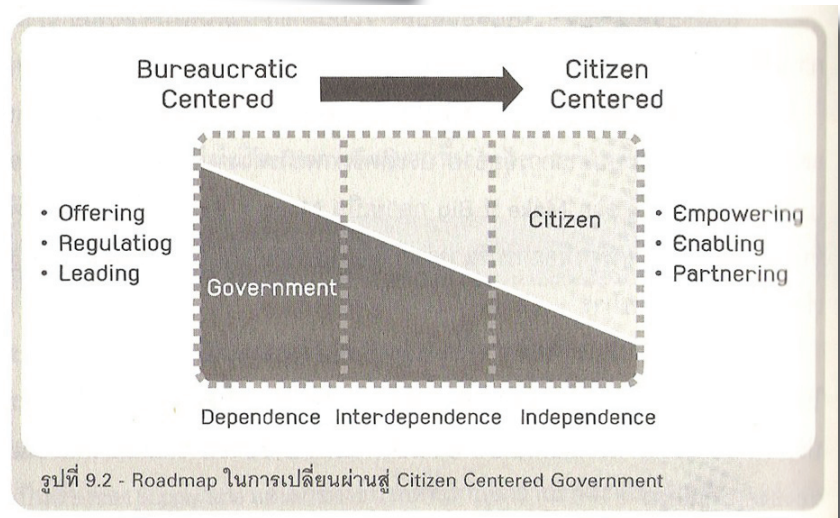 Bureaucratic
Centered
Citizen
Centered
• Offering
• Regulatiog
• Leading
Government
Citizen
• Empowering
• Enabling
• Partnering
Dependence Interdependence Independence
รูปที่ 9.2 - Roadmap ในการเปลี่ยนผ่านสู่ Citizen Centered Government